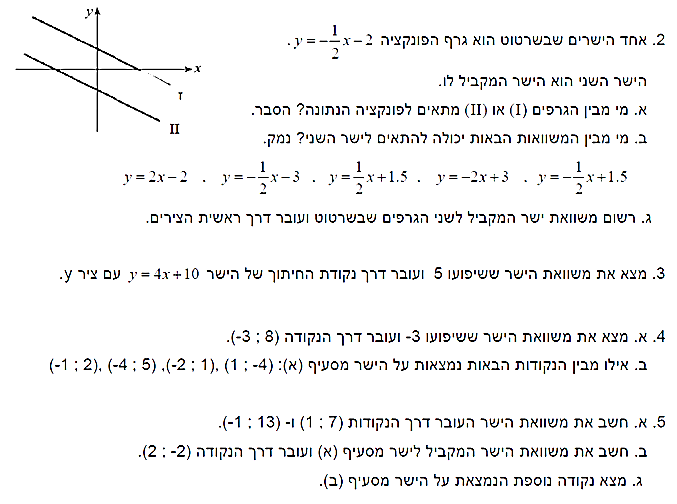 y
x
I
II
2. אחד הישרים שבשרטוט הוא גרף הפונקציה y = -1/2 x - 2 .
הישר השני הוא הישר המקביל לו.
א. מי מבין הגרפים (I) או (II) מתאים לפונקציה הנתונה? הסבר.
ב. מי מבין המשוואות הבאות יכולה להתאים לישר השני? נמק.
y = 2x - 2 . y = -1/2 x - 3 . y = 1/2 x + 1.5 . y = -2x + 3 . y = -1/2 x + 1.5
ג. רשום משוואת ישר המקביל לשני הגרפים שבשרטוט ועובר דרך ראשית הצירים.
3. מצא את משוואת הישר ששיפועו 5 ועובר דרך נקודת החיתוך של הישר y = 4x + 10 עם ציר y.
4. א. מצא את משוואת הישר ששיפועו 3- ועובר דרך הנקודה (8 ; 3-).
ב. אילו מבין הנקודות הבאות נמצאות על הישר מסעיף (א): (4- ; 1), (1 ; 2-), (5 ; 4-), (2 ; 1-)
5. א. חשב את משוואת הישר העובר דרך הנקודות (7 ; 1) ו- (13 ; 1-).
ב. חשב את משוואת הישר המקביל לישר מסעיף (א) ועובר דרך הנקודה (2- ; 2).
ג. מצא נקודה נוספת הנמצאת על הישר מסעיף (ב).